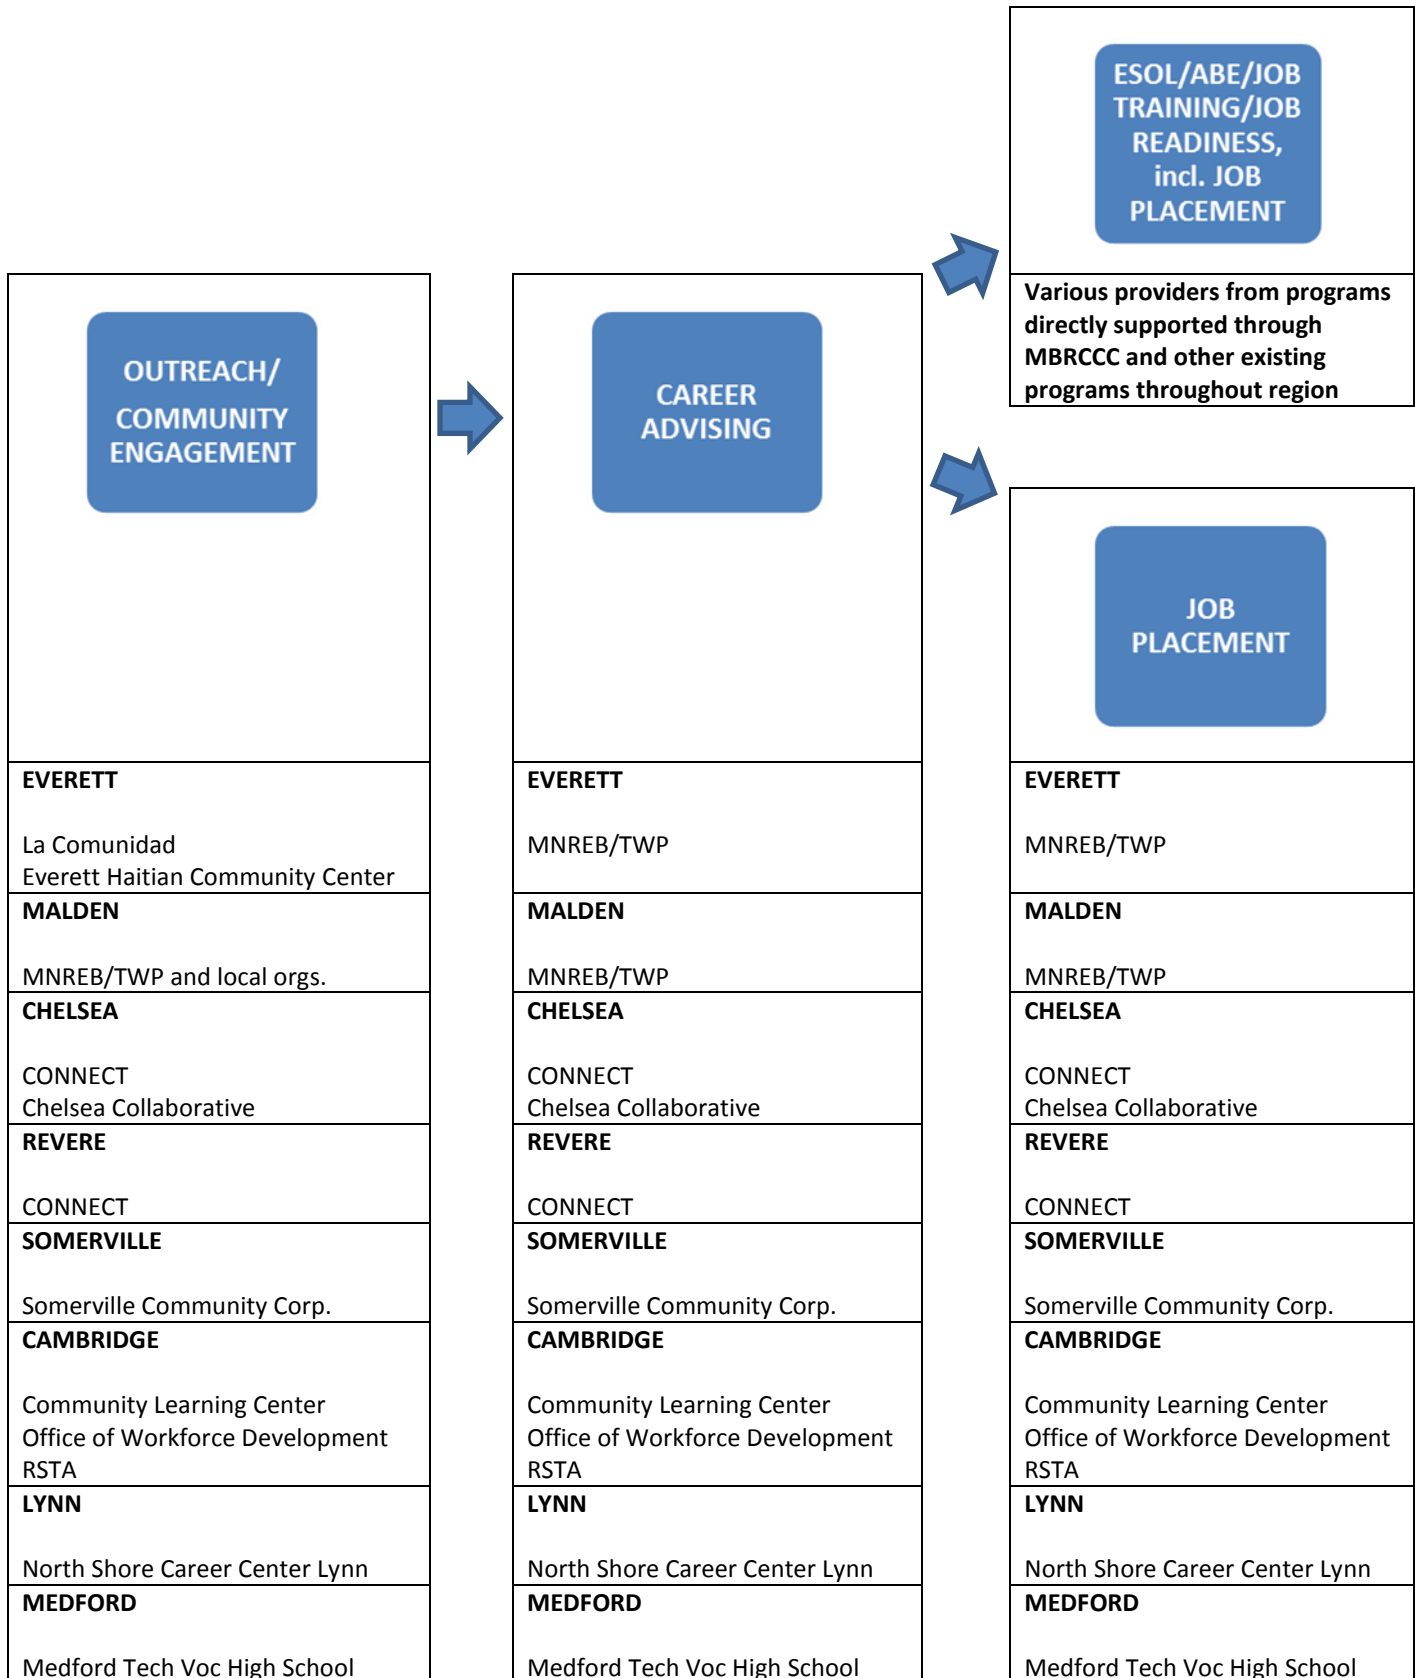 ESOL/ABE/JOB
TRAINING/JOB
READINESS,
incl. JOB
PLACEMENT
Various providers from programs
directly supported through
MBRCCC and other existing
programs throughout region
OUTREACH/
COMMUNITY
ENGAGEMENT
CAREER
ADVISING
JOB
PLACEMENT
EVERETT
La Comunidad
Everett Haitian Community Center
MALDEN
MNREB/TWP and local orgs.
CHELSEA
CONNECT
Chelsea Collaborative
REVERE
CONNECT
SOMERVILLE
Somerville Community Corp.
CAMBRIDGE
Community Learning Center
Office of Workforce Development
RSTA
LYNN
North Shore Career Center Lynn
MEDFORD
Medford Tech Voc High School
EVERETT
MNREB/TWP
MALDEN
MNREB/TWP
CHELSEA
CONNECT
Chelsea Collaborative
REVERE
CONNECT
SOMERVILLE
Somerville Community Corp.
CAMBRIDGE
Community Learning Center
Office of Workforce Development
RSTA
LYNN
North Shore Career Center Lynn
MEDFORD
Medford Tech Voc High School
EVERETT
MNREB/TWP
MALDEN
MNREB/TWP
CHELSEA
CONNECT
Chelsea Collaborative
REVERE
CONNECT
SOMERVILLE
Somerville Community Corp.
CAMBRIDGE
Community Learning Center
Office of Workforce Development
RSTA
LYNN
North Shore Career Center Lynn
MEDFORD
Medford Tech Voc High School